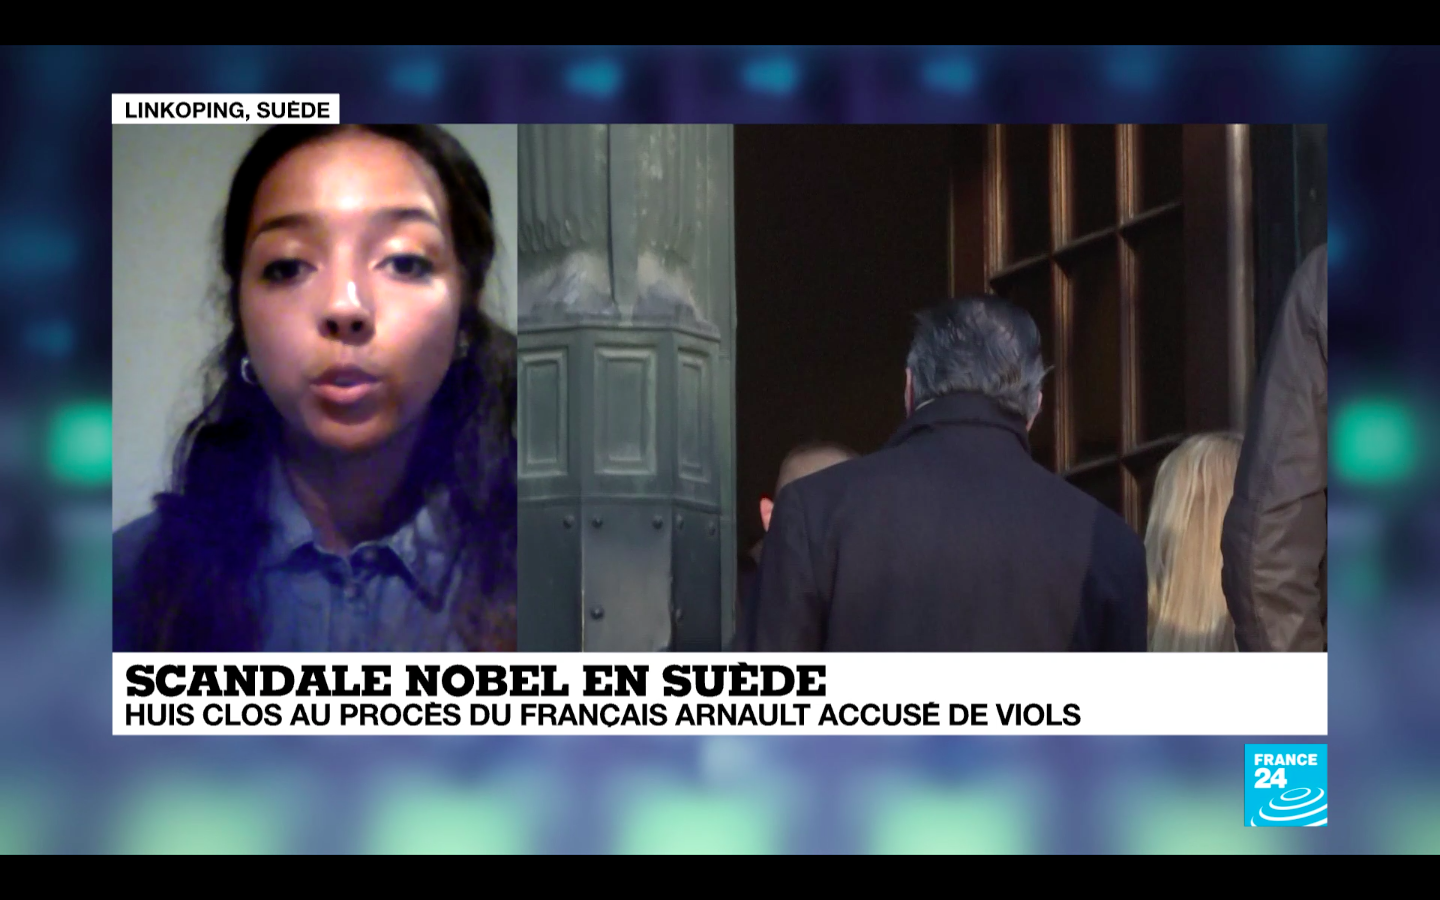 LINKOPING, SUÈDE
SCANDALE NOBEL EN SUÈDE
HUIS CLOS AU PROCÈS DU FRANÇAIS ARNAULT ACCUSÉ DE VIOLS
FRANCE
24